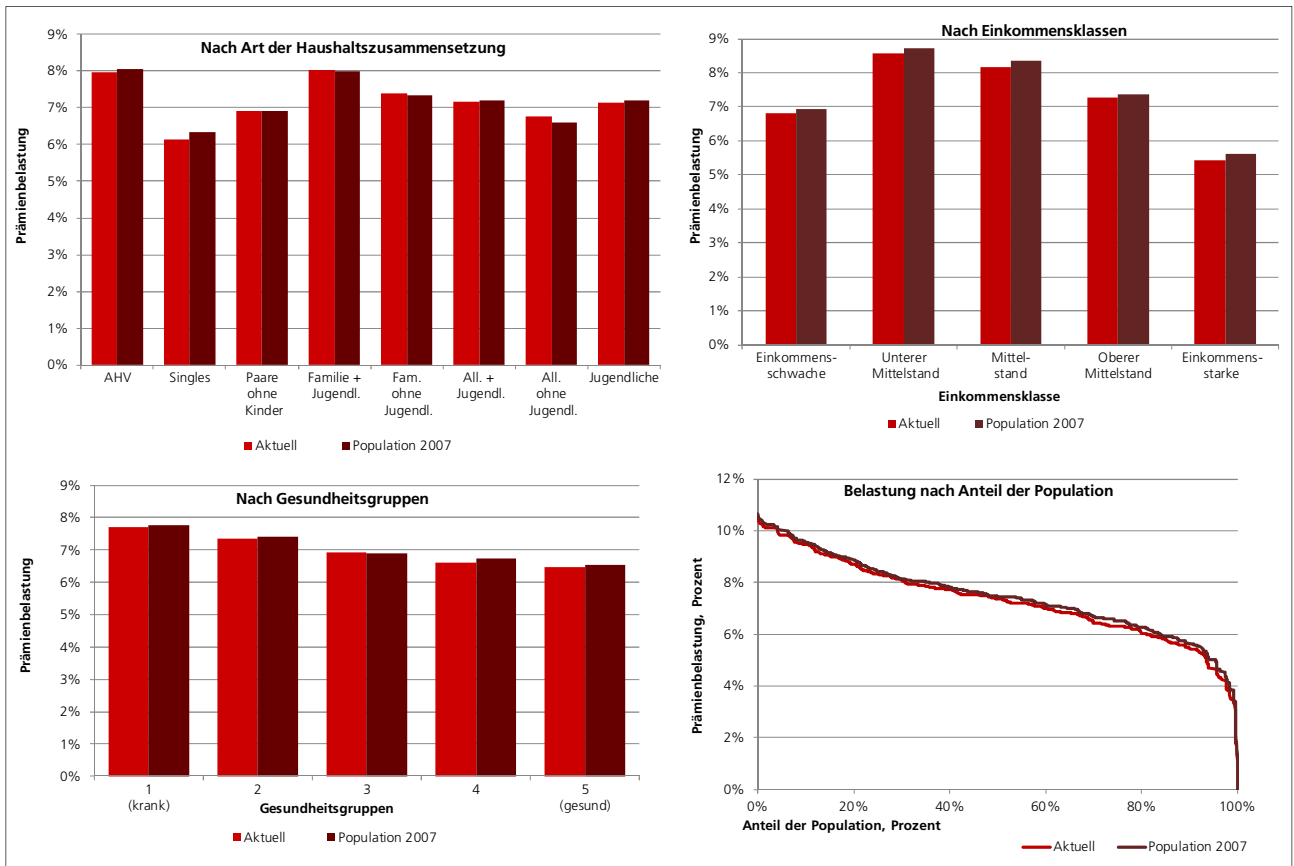 Nach Art der Haushaltszusammensetzung
9%
8%
7%
6%
5%
4%
3%
2%
1%
0%
Prämienbelastung
AHV
Singles
Paare
ohne
Kinder
Familie +
Jugendl.
Fam.
ohne
Jugendl.
All. +
Jugendl.
All.
ohne
Jugendl.
Jugendliche
Aktuell
Population 2007
Nach Einkommensklassen
9%
8%
7%
6%
5%
4%
3%
2%
1%
0%
Prämienbelastung
Einkommens-
schwache
Unterer
Mittelstand
Mittel-
stand
Oberer
Mittelstand
Einkommens-
starke
Einkommensklasse
Aktuell
Population 2007
Nach Gesundheitsgruppen
9%
8%
7%
6%
5%
4%
3%
2%
1%
0%
Prämienbelastung
1
(krank)
2
3
4
5
(gesund)
Gesundheitsgruppen
Aktuell
Population 2007
Belastung nach Anteil der Population
12%
10%
8%
6%
4%
2%
0%
Prämienbelastung, Prozent
0%
20%
40%
60%
80%
100%
Anteil der Population, Prozent
Aktuell
Population 2007